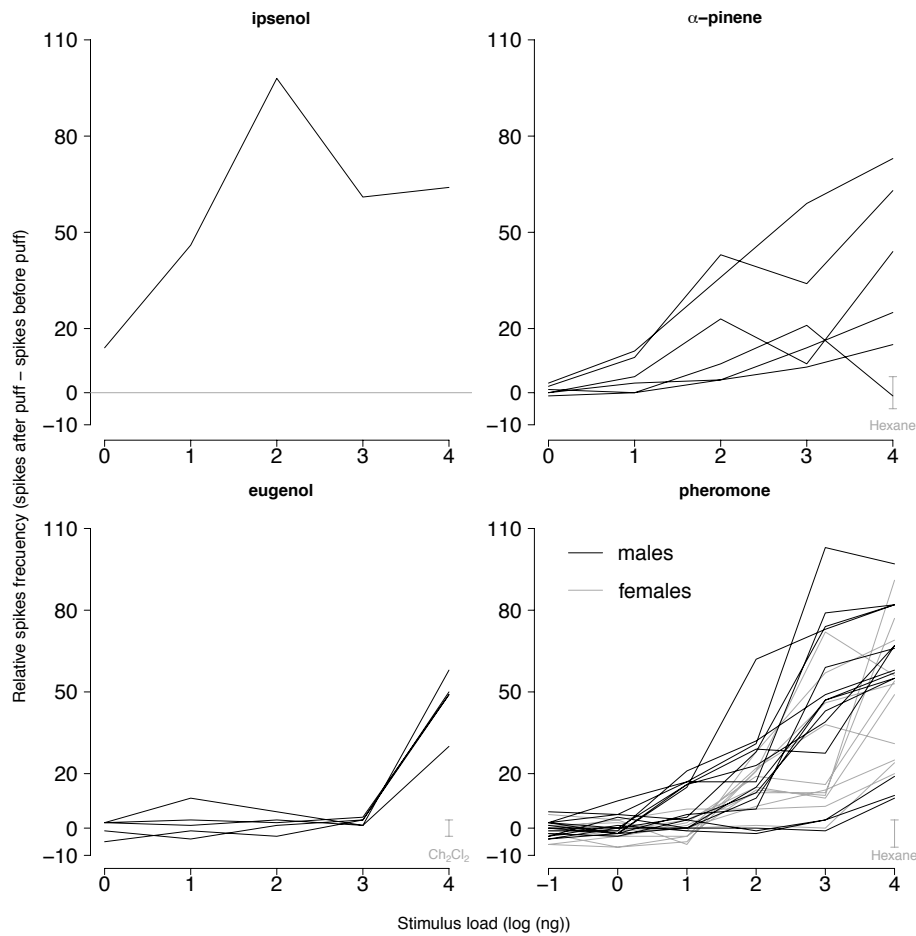 ipsenol
α-pinene
110
80
50
20
0
−10
0 1 2 3 4
110
80
50
20
0
−10
Hexane
0 1 2 3 4
eugenol
pheromone
110
80
50
20
0
−10
Ch₂Cl₂
0 1 2 3 4
110
80
50
20
0
−10
males
females
Hexane
−1 0 1 2 3 4
Relative spikes frecuency (spikes after puff − spikes before puff)
Stimulus load (log (ng))